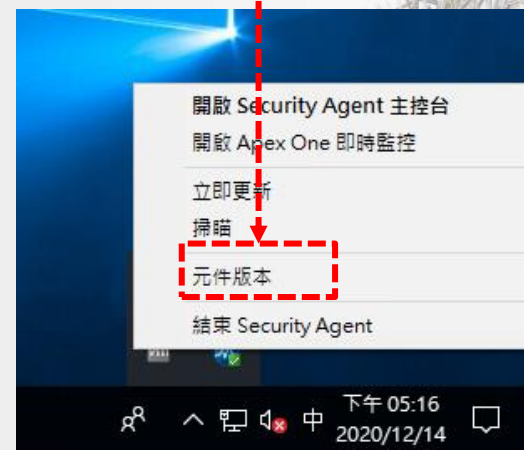 開啟 Security Agent 主控台
開啟 Apex One 即時監控
立即更新
掃瞄
元件版本
結束 Security Agent
中
下午 05:16
2020/12/14